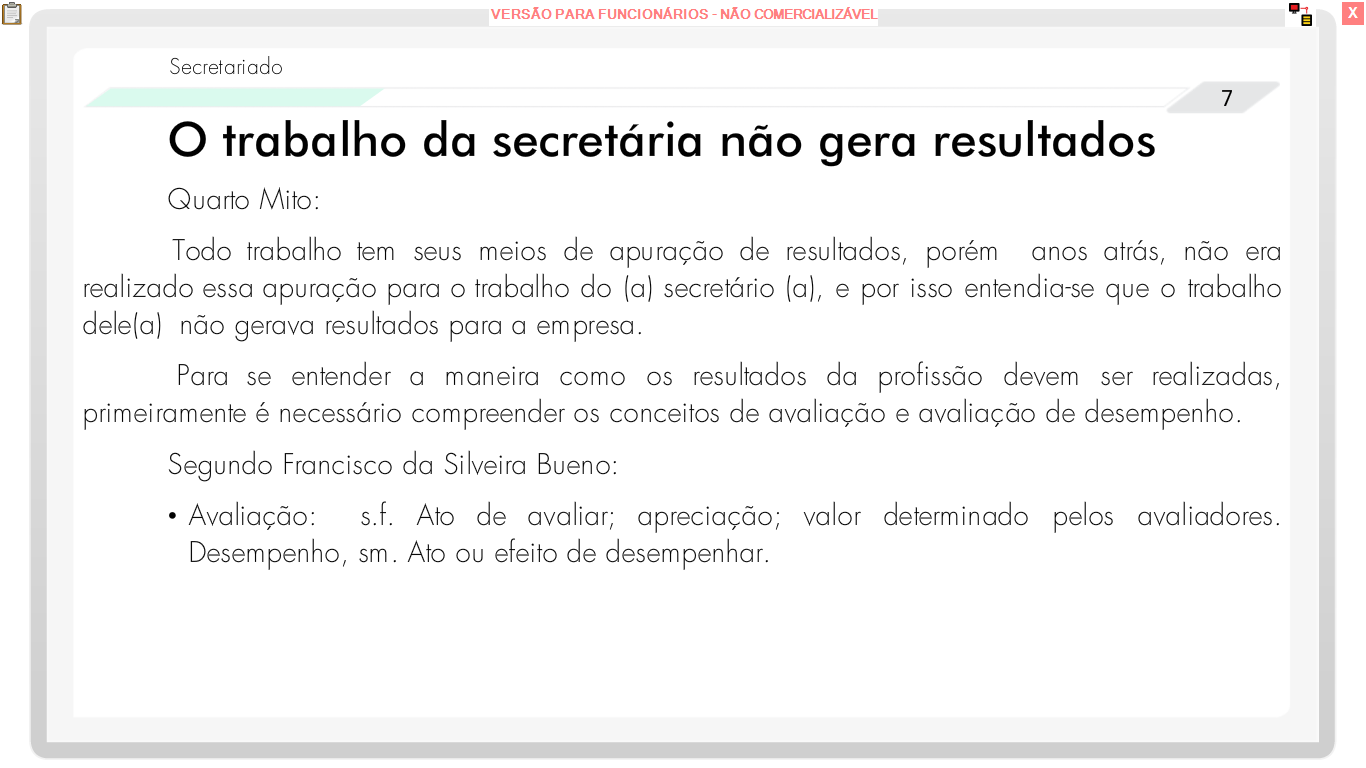 VERSÃO PARA FUNCIONÁRIOS - NÃO COMERCIALIZÁVEL
X
Secretariado
7
O trabalho da secretária não gera resultados
Quarto Mito:
Todo trabalho tem seus meios de apuração de resultados, porém anos atrás, não era
realizado essa apuração para o trabalho do (a) secretário (a), e por isso entendia-se que o trabalho
dele(a) não gerava resultados para a empresa.
Para se entender a maneira como os resultados da profissão devem ser realizadas,
primeiramente é necessário compreender os conceitos de avaliação e avaliação de desempenho.
Segundo Francisco da Silveira Bueno:
• Avaliação: s.f. Ato de avaliar; apreciação; valor determinado pelos avaliadores.
Desempenho, sm. Ato ou efeito de desempenhar.